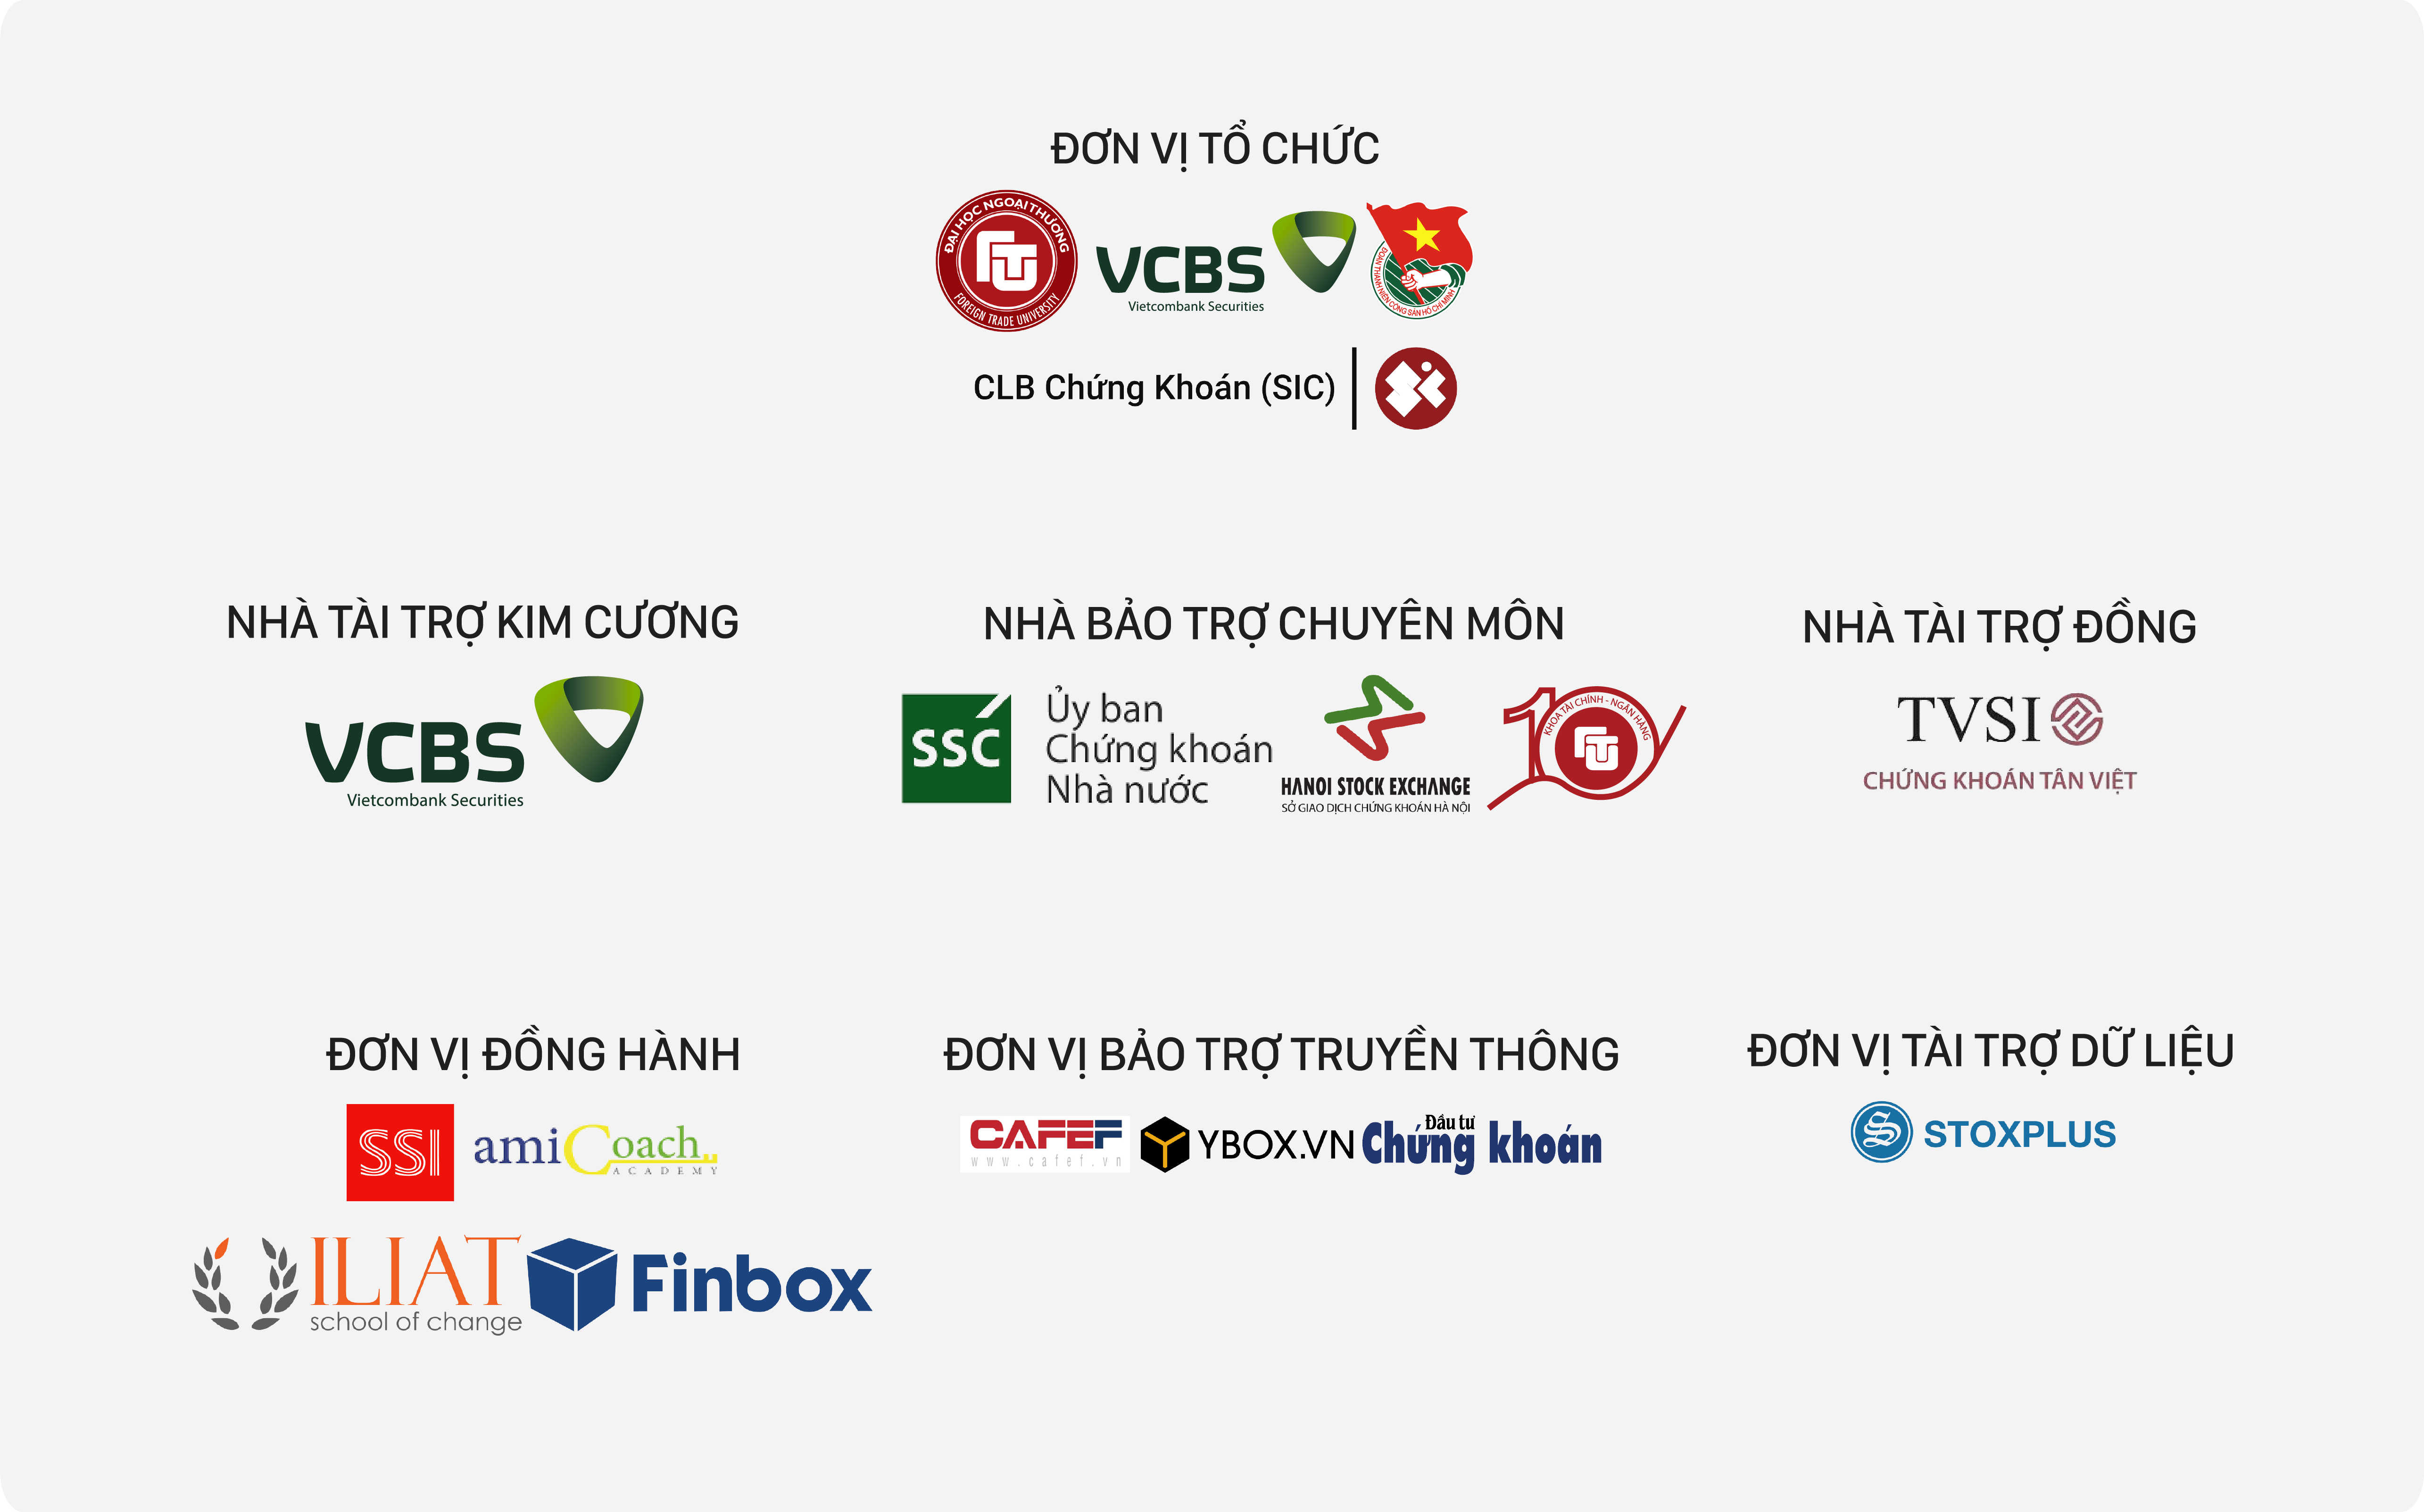 ĐƠN VỊ TỔ CHỨC
ĐẠI HỌC NGOẠI THƯƠNG
FOREIGN TRADE UNIVERSITY
VCBS
Vietcombank Securities
ĐOÀN THANH NIÊN CỘNG SẢN HỒ CHÍ MINH
CLB Chứng Khoán (SIC)
NHÀ TÀI TRỢ KIM CƯƠNG
VCBS
Vietcombank Securities
NHÀ BẢO TRỢ CHUYÊN MÔN
SSC
Ủy ban
Chứng khoán
Nhà nước
HANOI STOCK EXCHANGE
SỞ GIAO DỊCH CHỨNG KHOÁN HÀ NỘI
10
KHOA TÀI CHÍNH - NGÂN HÀNG
NHÀ TÀI TRỢ ĐỒNG
TVSI
CHỨNG KHOÁN TÂN VIỆT
ĐƠN VỊ ĐỒNG HÀNH
SSI
amiCoach
ACADEMY
ILIAT
school of change
Finbox
ĐƠN VỊ BẢO TRỢ TRUYỀN THÔNG
CAFEF
www.cafef.vn
YBOX.VN
Đầu tư
Chứng khoán
ĐƠN VỊ TÀI TRỢ DỮ LIỆU
STOXPLUS